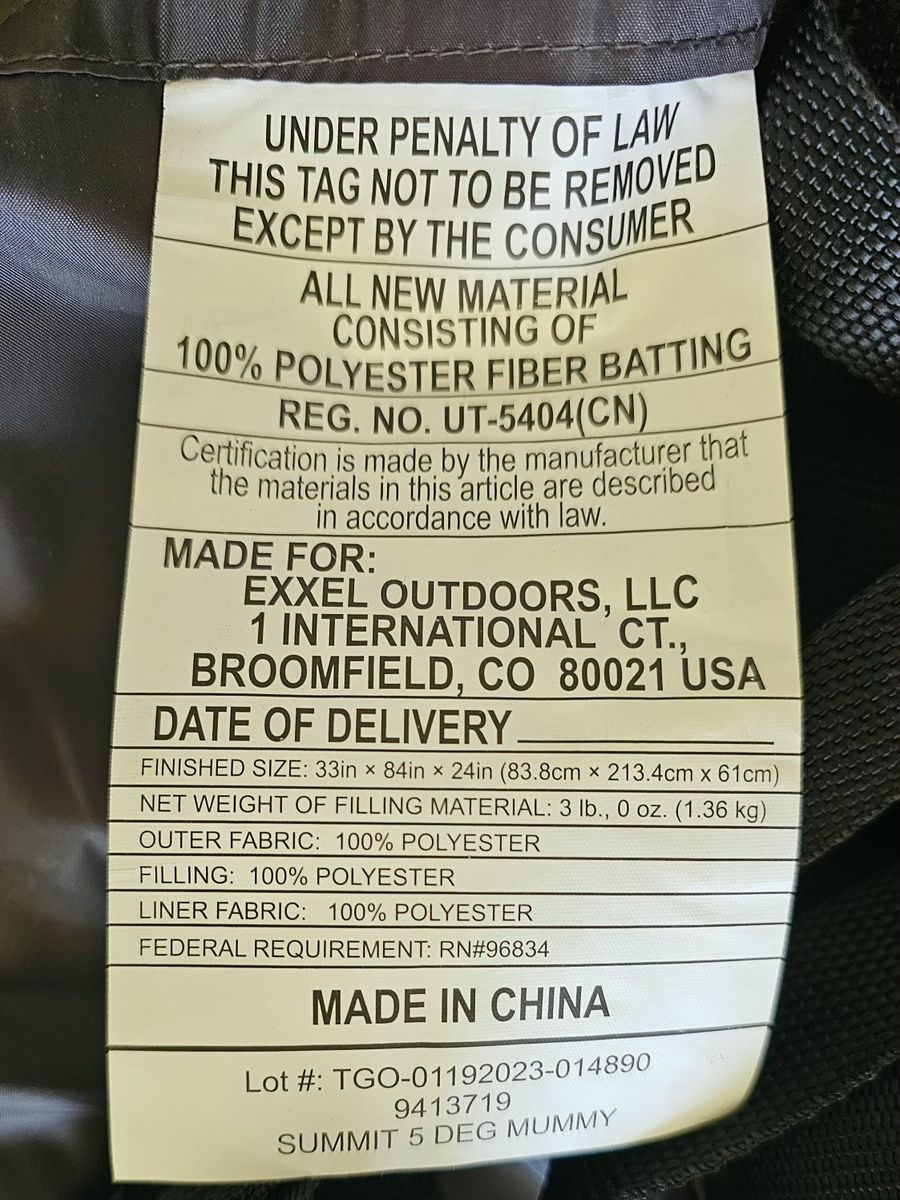 UNDER PENALTY OF LAW
THIS TAG NOT TO BE REMOVED
EXCEPT BY THE CONSUMER
ALL NEW MATERIAL
CONSISTING OF
100% POLYESTER FIBER BATTING
REG. NO. UT-5404(CN)
Certification is made by the manufacturer that
the materials in this article are described
in accordance with law.
MADE FOR:
EXXEL OUTDOORS, LLC
1 INTERNATIONAL CT.,
BROOMFIELD, CO 80021 USA
DATE OF DELIVERY
FINISHED SIZE: 33in × 84in × 24in (83.8cm × 213.4cm x 61cm)
NET WEIGHT OF FILLING MATERIAL: 3 lb., 0 oz. (1.36 kg)
OUTER FABRIC: 100% POLYESTER
FILLING: 100% POLYESTER
LINER FABRIC: 100% POLYESTER
FEDERAL REQUIREMENT: RN#96834
MADE IN CHINA
Lot #: TGO-01192023-014890
9413719
SUMMIT 5 DEG MUMMY